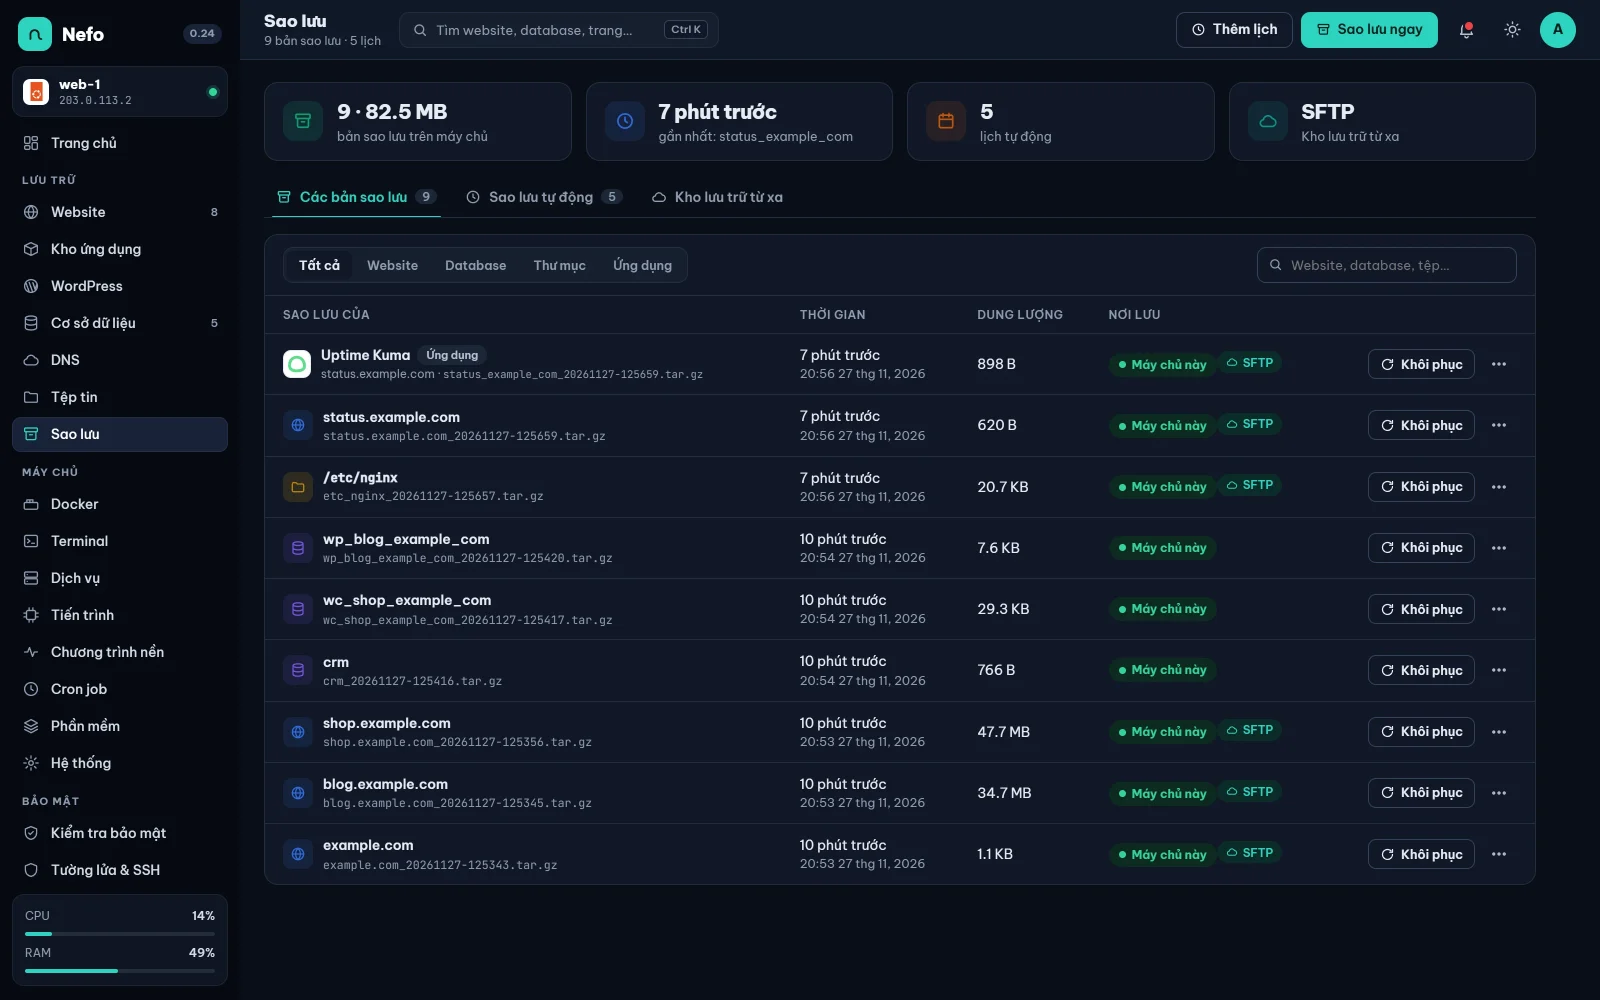 Nefo
0.24
web-1
203.0.113.2
Trang chủ
LƯU TRỮ
Website 8
Kho ứng dụng
WordPress
Cơ sở dữ liệu 5
DNS
Tệp tin
Sao lưu
MÁY CHỦ
Docker
Terminal
Dịch vụ
Tiến trình
Chương trình nền
Cron job
Phần mềm
Hệ thống
BẢO MẬT
Kiểm tra bảo mật
Tường lửa & SSH
CPU 14%
RAM 49%
Sao lưu
9 bản sao lưu · 5 lịch
Tìm website, database, trang... Ctrl K
Thêm lịch
Sao lưu ngay
A
9 · 82.5 MB
bản sao lưu trên máy chủ
7 phút trước
gần nhất: status_example_com
5
lịch tự động
SFTP
Kho lưu trữ từ xa
Các bản sao lưu 9
Sao lưu tự động 5
Kho lưu trữ từ xa
Tất cả Website Database Thư mục Ứng dụng
Website, database, tệp...
SAO LƯU CỦA THỜI GIAN DUNG LƯỢNG NƠI LƯU
Uptime Kuma Ứng dụng 7 phút trước 898 B Máy chủ này SFTP Khôi phục
status.example.com · status_example_com_20261127-125659.tar.gz 20:56 27 thg 11, 2026
status.example.com 7 phút trước 620 B Máy chủ này SFTP Khôi phục
status.example.com_20261127-125659.tar.gz 20:56 27 thg 11, 2026
/etc/nginx 7 phút trước 20.7 KB Máy chủ này SFTP Khôi phục
etc_nginx_20261127-125657.tar.gz 20:56 27 thg 11, 2026
wp_blog_example_com 10 phút trước 7.6 KB Máy chủ này Khôi phục
wp_blog_example_com_20261127-125420.tar.gz 20:54 27 thg 11, 2026
wc_shop_example_com 10 phút trước 29.3 KB Máy chủ này Khôi phục
wc_shop_example_com_20261127-125417.tar.gz 20:54 27 thg 11, 2026
crm 10 phút trước 766 B Máy chủ này Khôi phục
crm_20261127-125416.tar.gz 20:54 27 thg 11, 2026
shop.example.com 10 phút trước 47.7 MB Máy chủ này SFTP Khôi phục
shop.example.com_20261127-125356.tar.gz 20:53 27 thg 11, 2026
blog.example.com 10 phút trước 34.7 MB Máy chủ này SFTP Khôi phục
blog.example.com_20261127-125345.tar.gz 20:53 27 thg 11, 2026
example.com 10 phút trước 1.1 KB Máy chủ này SFTP Khôi phục
example.com_20261127-125343.tar.gz 20:53 27 thg 11, 2026